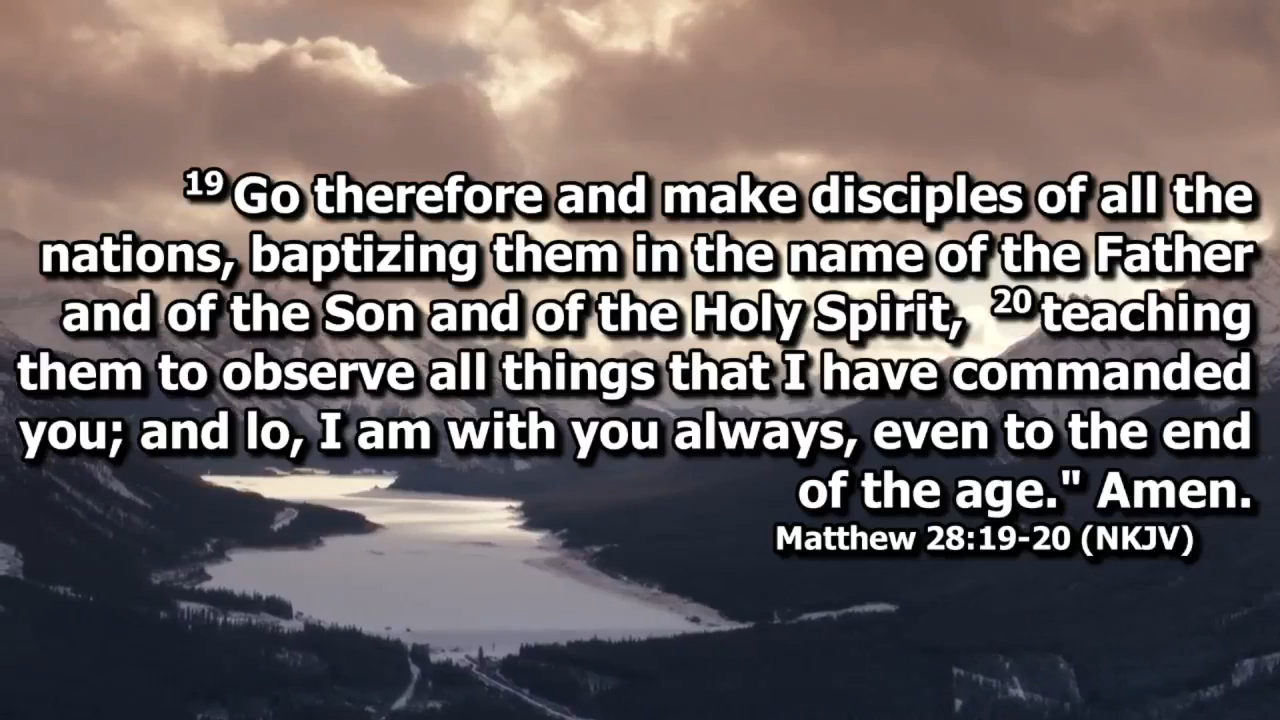 19 Go therefore and make disciples of all the
nations, baptizing them in the name of the Father
and of the Son and of the Holy Spirit, 20 teaching
them to observe all things that I have commanded
you; and lo, I am with you always, even to the end
of the age." Amen.
Matthew 28:19-20 (NKJV)